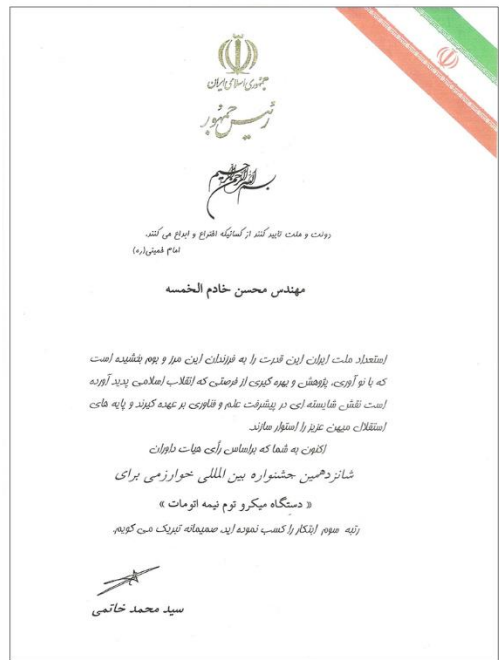 جمهوری اسلامی ایران
رئیس جمهور
بسم الله الرحمن الرحیم
دولت و ملت تایید کنند از کسانیکه اختراع و ابداع می کنند.
امام خمینی(ره)
مهندس محسن خادم الخمسه
استعداد ملت ایران این قدرت را به فرزندان این مرز و بوم بخشیده است
که با نو آوری، پژوهش و بهره گیری از فرصتی که انقلاب اسلامی پدید آورده
است نقش شایسته ای در پیشرفت علم و فناوری بر عهده گیرند و پایه های
استقلال میهن عزیز را استوار سازند.
اکنون به شما که براساس رأی هیات داوران
شانزدهمین جشنواره بین المللی خوارزمی برای
« دستگاه میکرو توم نیمه اتومات »
رتبه سوم ابتکار را کسب نموده اید صمیمانه تبریک می گویم.
سید محمد خاتمی